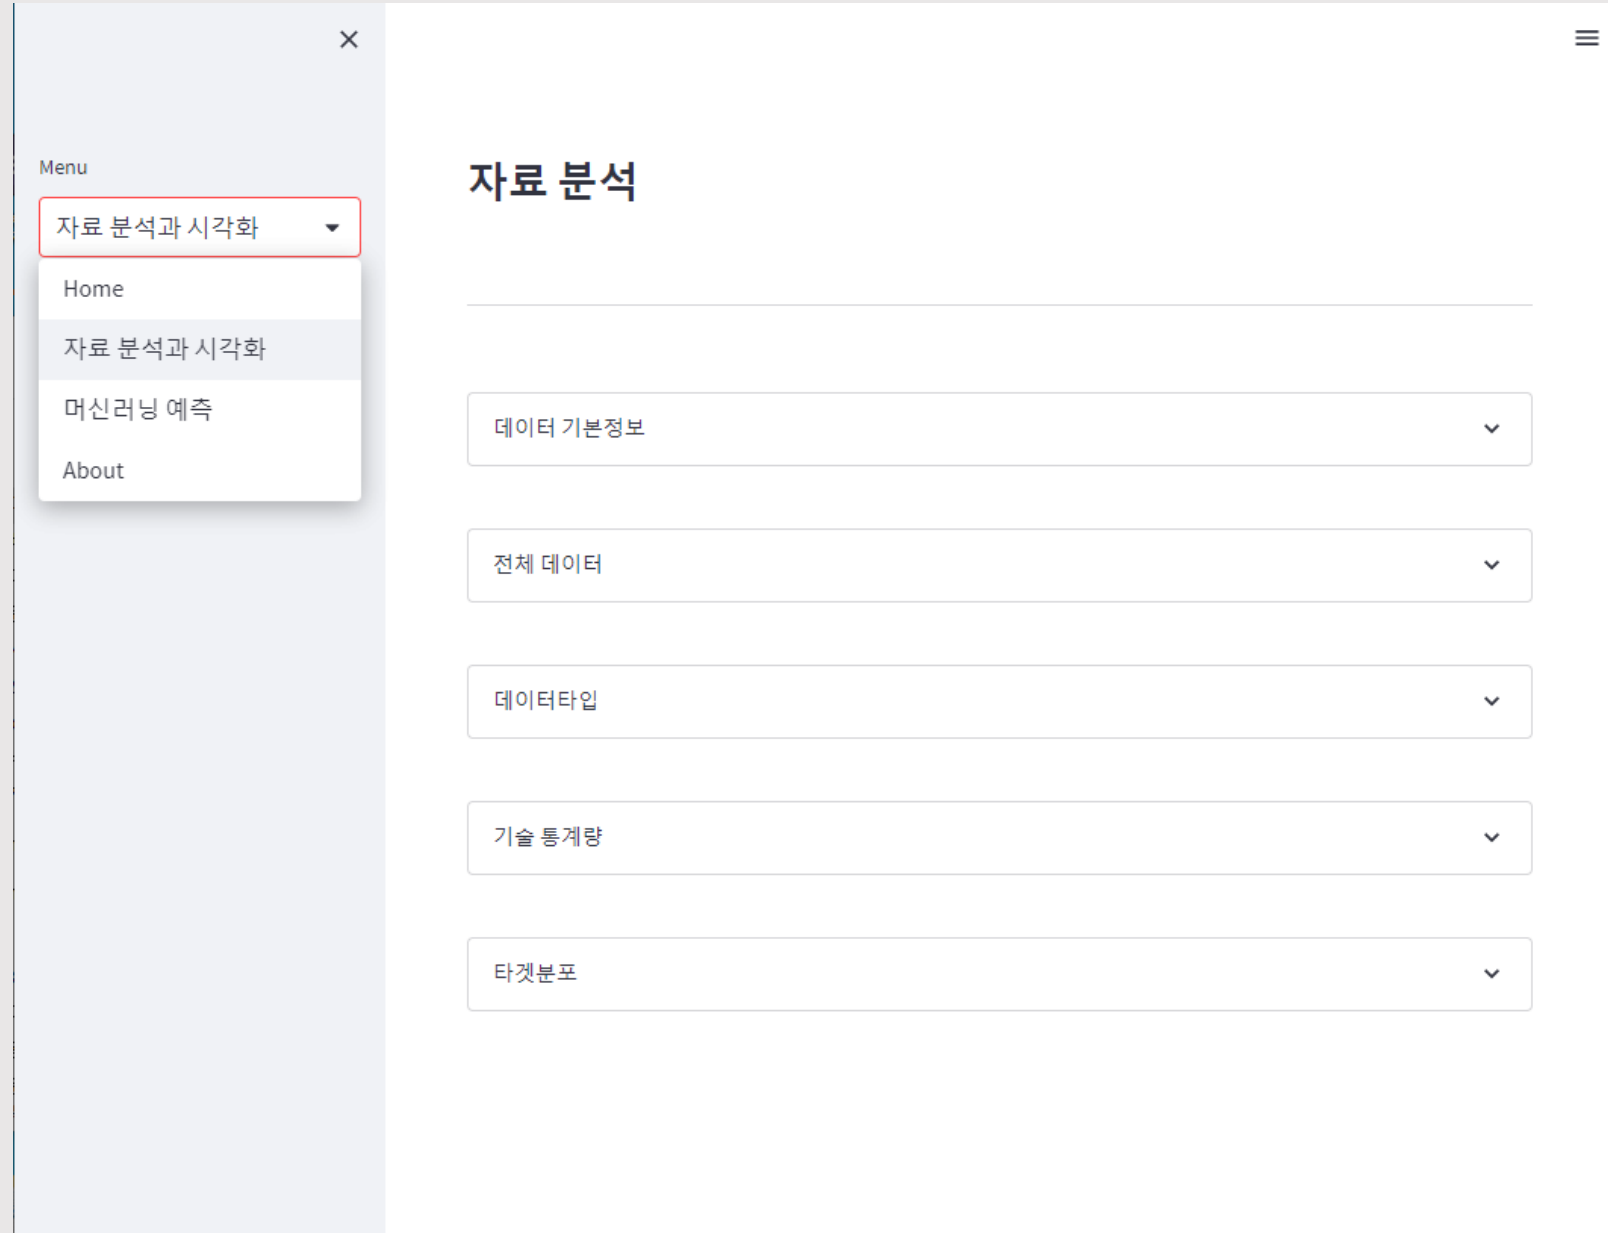 Menu
자료 분석과 시각화
Home
자료 분석과 시각화
머신러닝 예측
About
자료 분석
데이터 기본정보
전체 데이터
데이터타입
기술 통계량
타겟분포